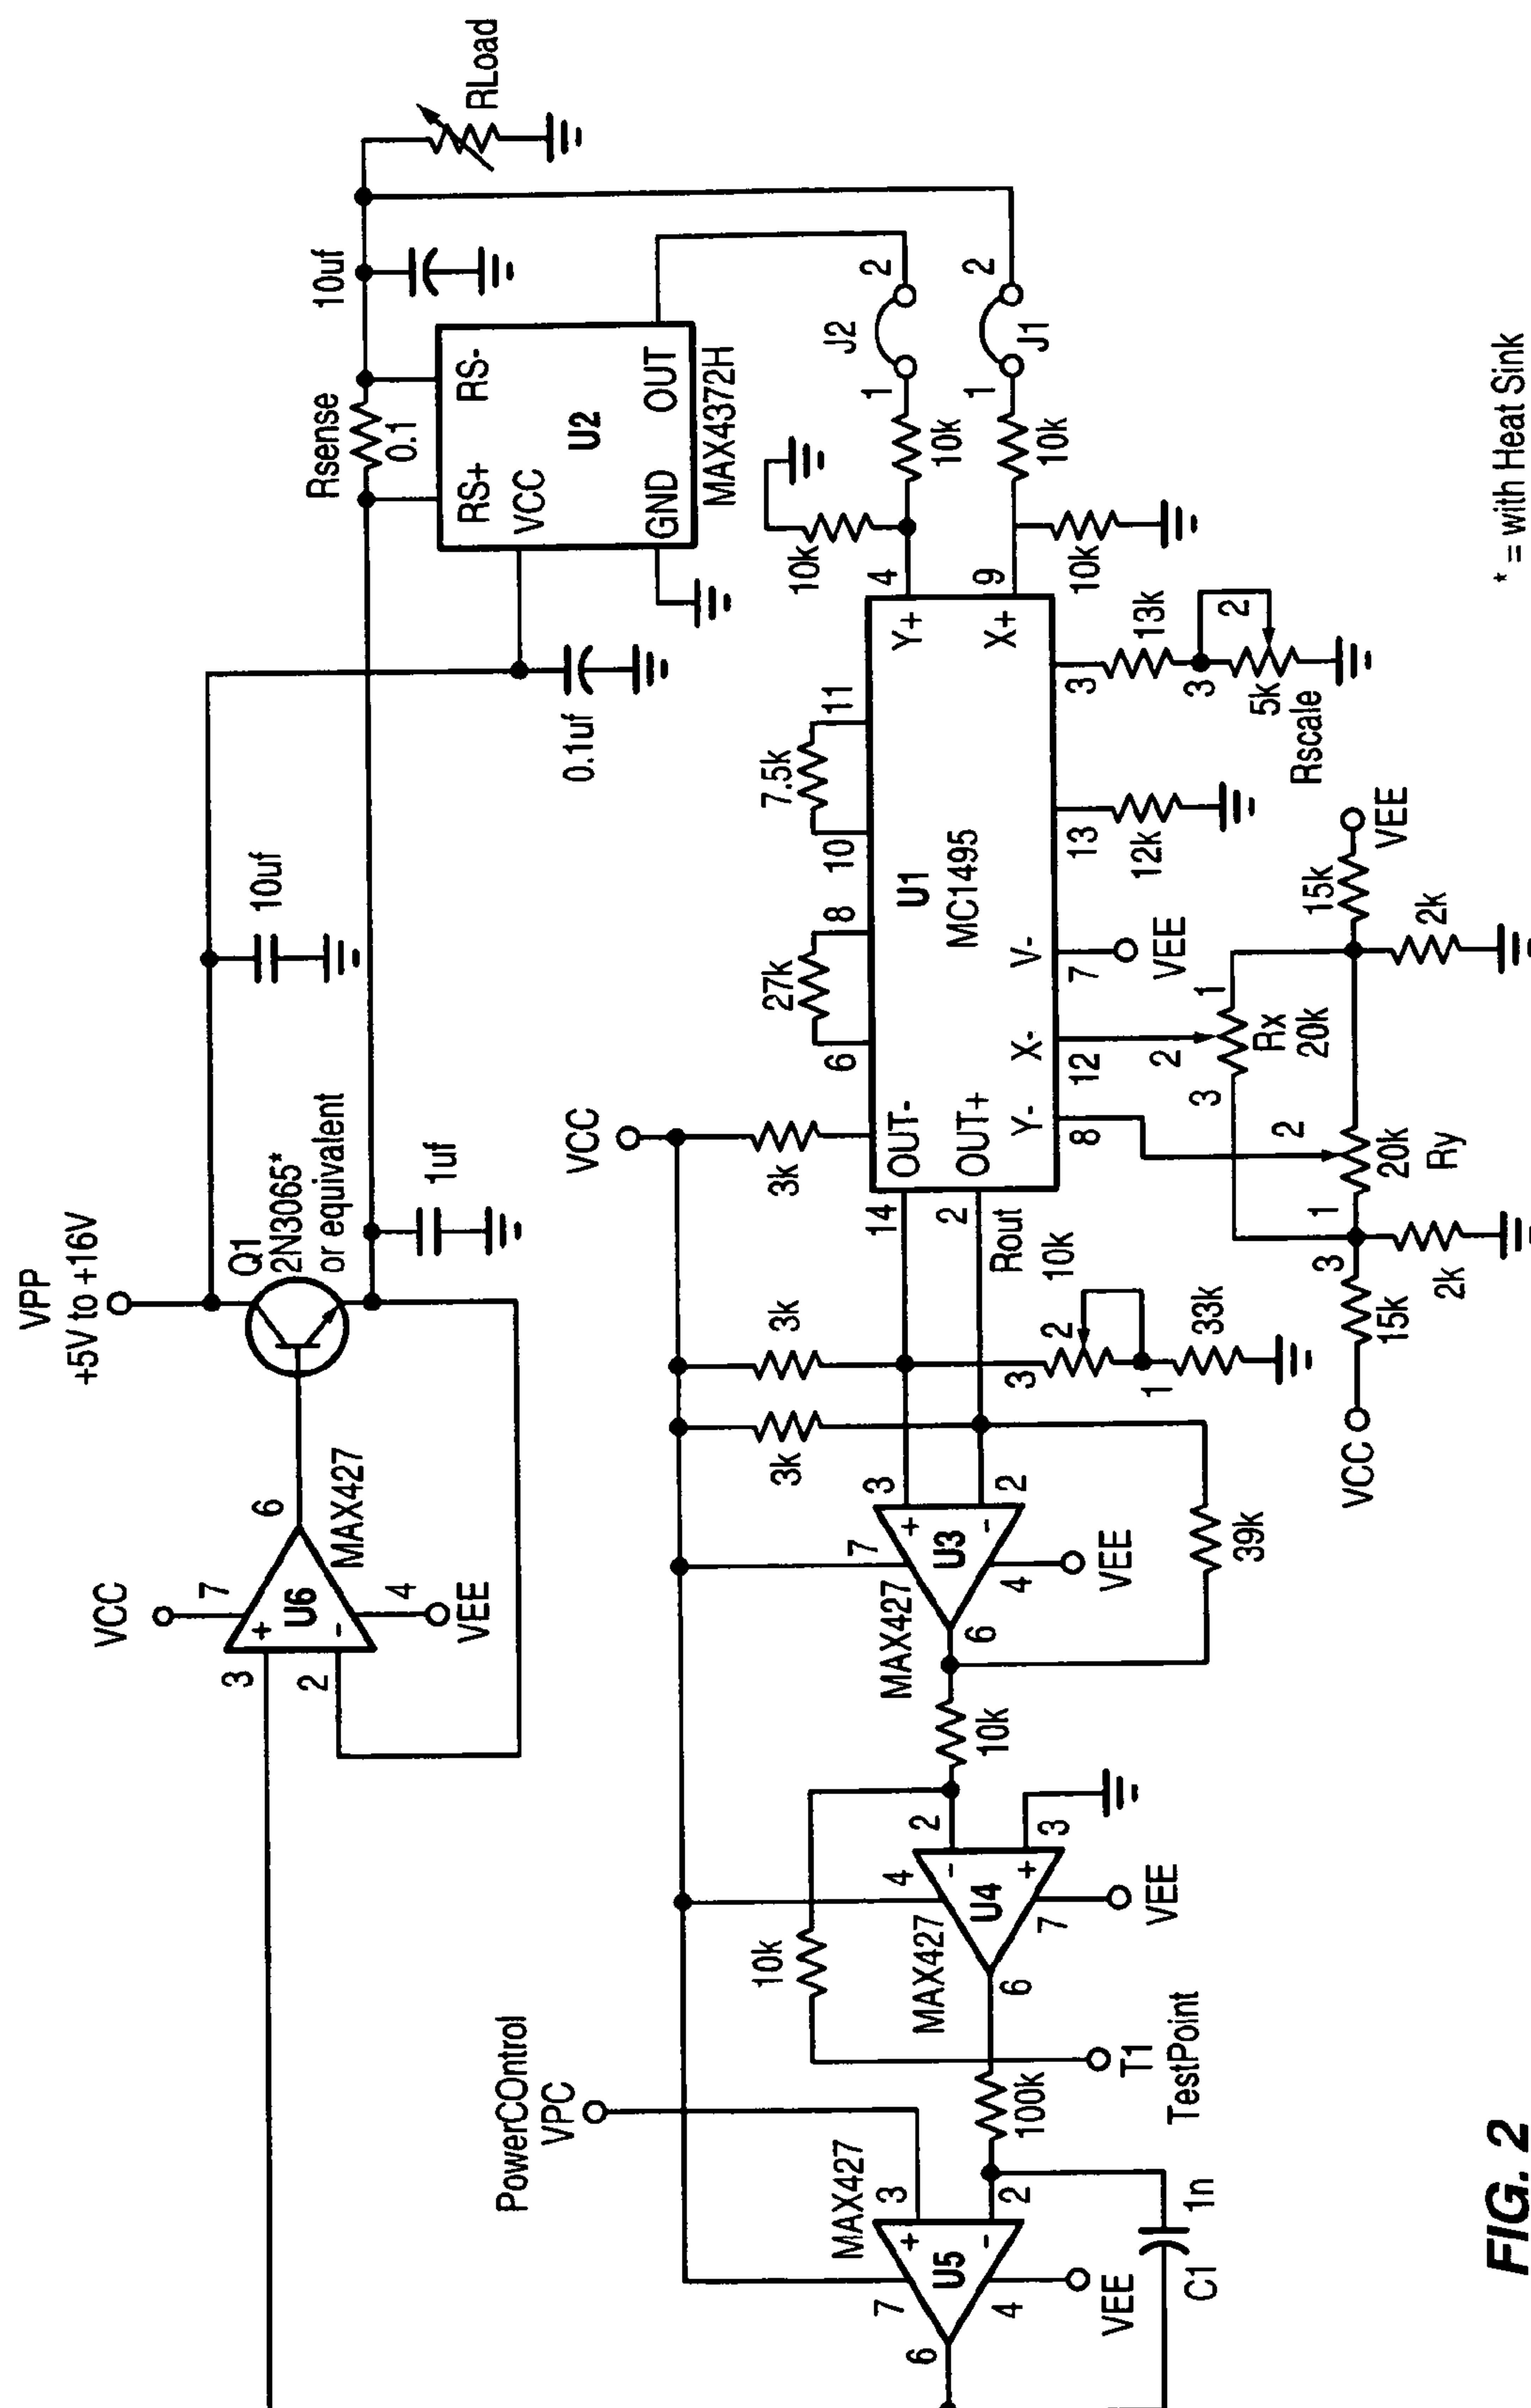 VPP
+5V to +16V
Q1
2N3065*
or equivalent
VCC
7
3
+
U6
6
2
-
4
MAX427
VEE
1uf
10uf
Rsense
0.1
RS+
RS-
VCC
U2
GND
OUT
MAX4372H
0.1uf
10uf
RLoad
J2
1
2
J1
1
2
10k
10k
10k
10k
4
9
Y+
X+
VCC
3k
3k
3k
6
27k
8
10
7.5k
11
U1
MC1495
OUT-
OUT+
14
2
Y-
X-
V-
8
12
7
VEE
13
12k
3
13k
3
2
5k
Rscale
Rout
10k
3
2
1
33k
2
3
1
Rx
20k
2
3
1
20k
Ry
VCC
15k
2k
15k
VEE
2k
MAX427
7
3
+
U3
-
2
4
6
VEE
39k
10k
10k
MAX427
4
2
-
U4
+
3
7
6
VEE
T1
TestPoint
100k
PowerCOntrol
VPC
MAX427
7
3
+
U5
-
2
4
6
VEE
C1
1n
* = with Heat Sink
FIG. 2